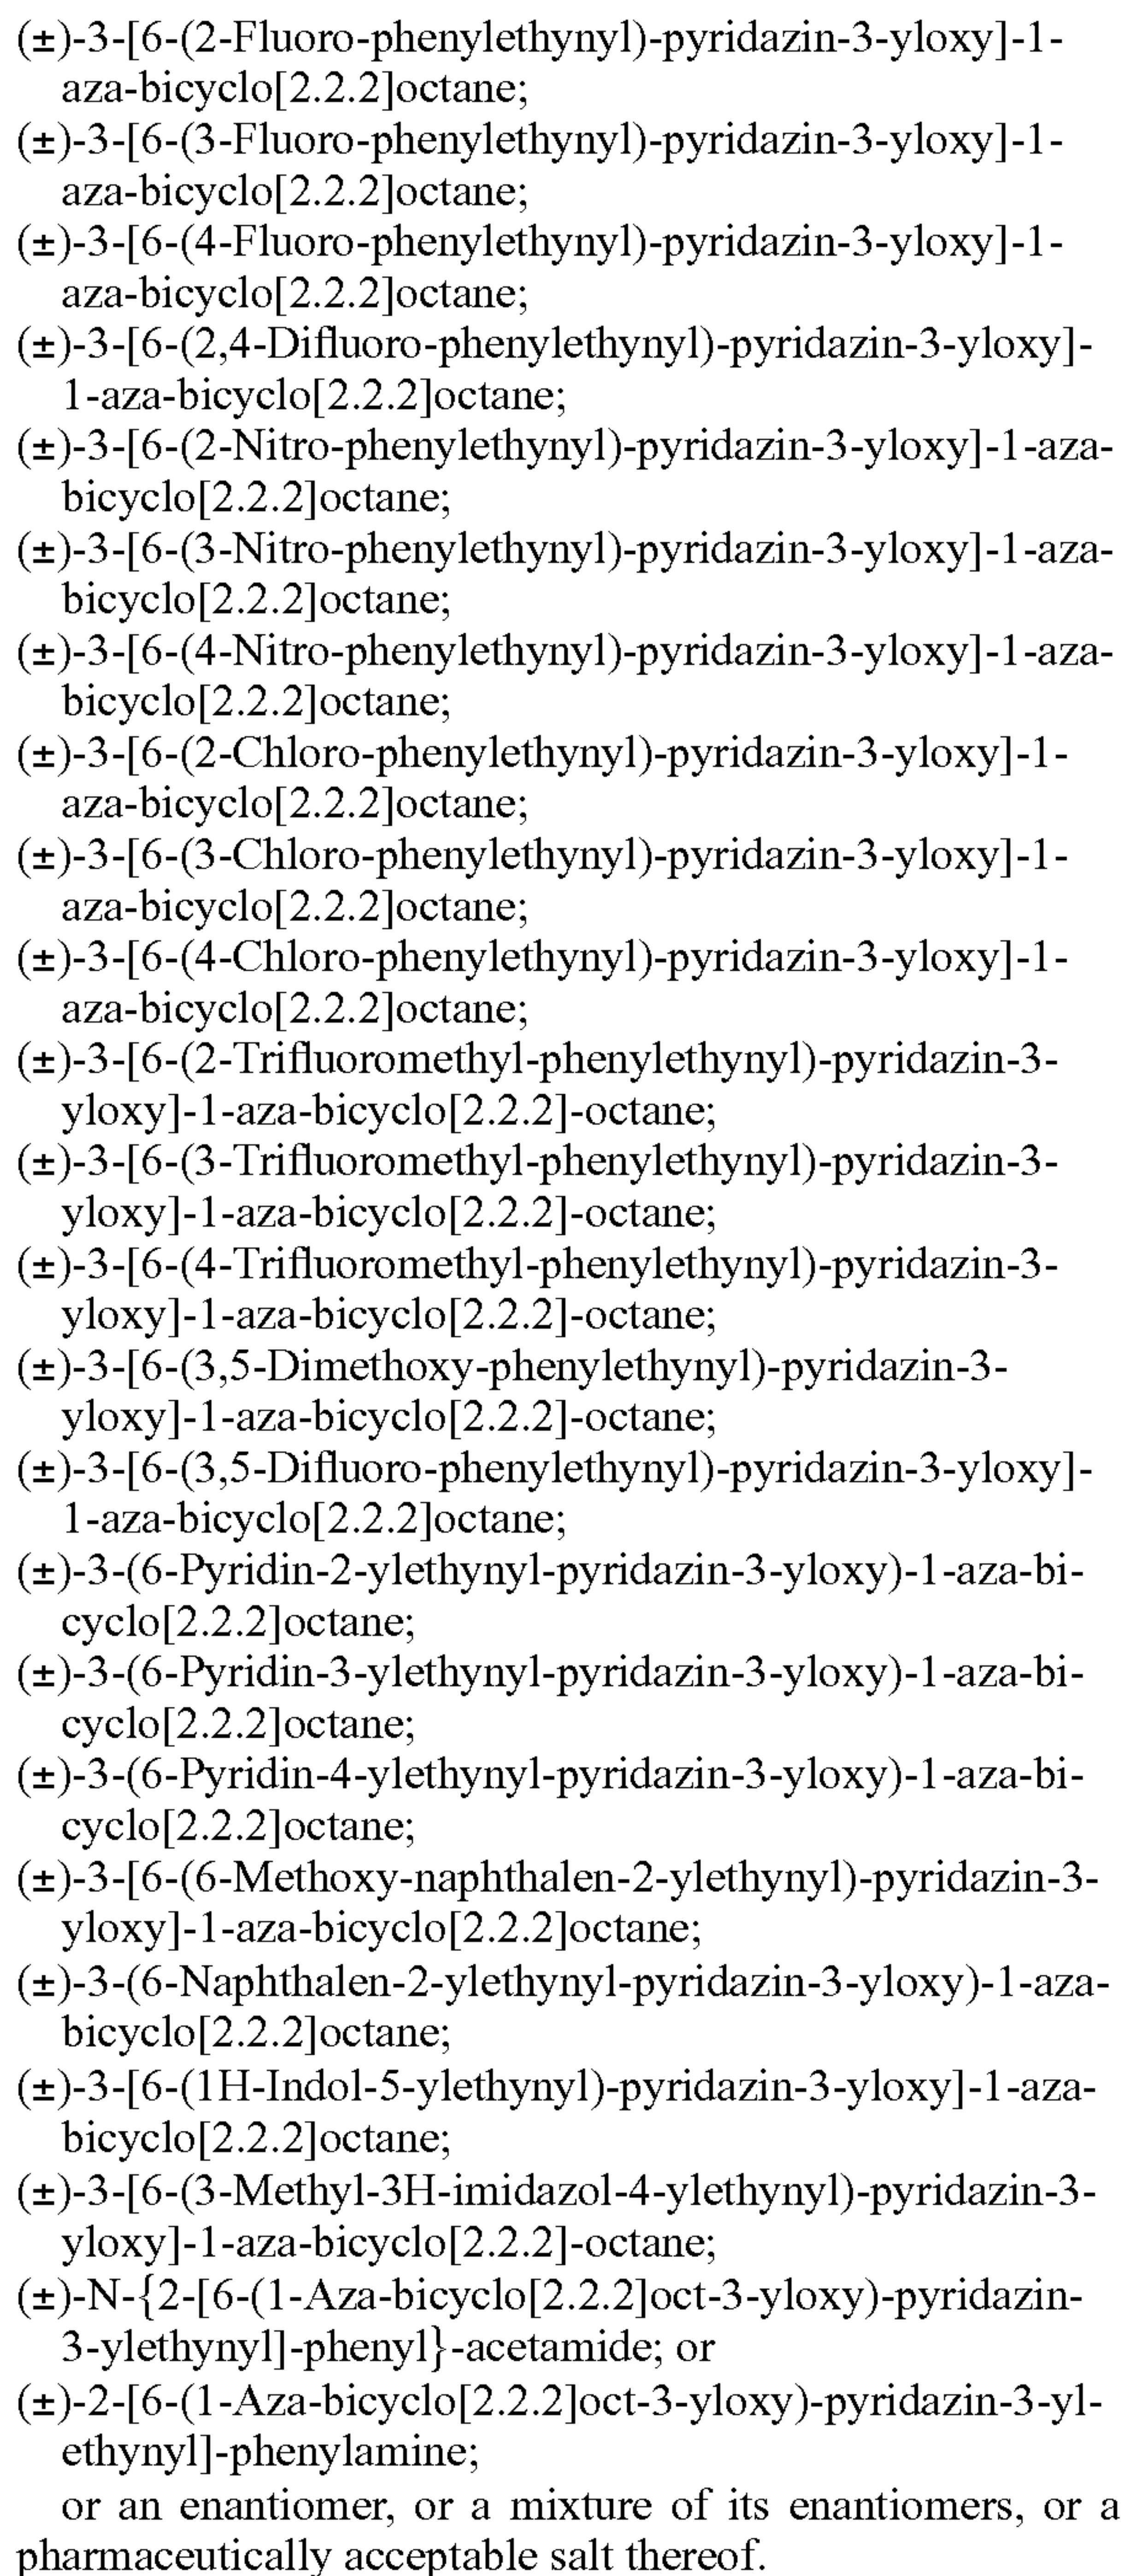 (±)-3-[6-(2-Fluoro-phenylethynyl)-pyridazin-3-yloxy]-1-
aza-bicyclo[2.2.2]octane;
(±)-3-[6-(3-Fluoro-phenylethynyl)-pyridazin-3-yloxy]-1-
aza-bicyclo[2.2.2]octane;
(±)-3-[6-(4-Fluoro-phenylethynyl)-pyridazin-3-yloxy]-1-
aza-bicyclo[2.2.2]octane;
(±)-3-[6-(2,4-Difluoro-phenylethynyl)-pyridazin-3-yloxy]-
1-aza-bicyclo[2.2.2]octane;
(±)-3-[6-(2-Nitro-phenylethynyl)-pyridazin-3-yloxy]-1-aza-
bicyclo[2.2.2]octane;
(±)-3-[6-(3-Nitro-phenylethynyl)-pyridazin-3-yloxy]-1-aza-
bicyclo[2.2.2]octane;
(±)-3-[6-(4-Nitro-phenylethynyl)-pyridazin-3-yloxy]-1-aza-
bicyclo[2.2.2]octane;
(±)-3-[6-(2-Chloro-phenylethynyl)-pyridazin-3-yloxy]-1-
aza-bicyclo[2.2.2]octane;
(±)-3-[6-(3-Chloro-phenylethynyl)-pyridazin-3-yloxy]-1-
aza-bicyclo[2.2.2]octane;
(±)-3-[6-(4-Chloro-phenylethynyl)-pyridazin-3-yloxy]-1-
aza-bicyclo[2.2.2]octane;
(±)-3-[6-(2-Trifluoromethyl-phenylethynyl)-pyridazin-3-
yloxy]-1-aza-bicyclo[2.2.2]-octane;
(±)-3-[6-(3-Trifluoromethyl-phenylethynyl)-pyridazin-3-
yloxy]-1-aza-bicyclo[2.2.2]-octane;
(±)-3-[6-(4-Trifluoromethyl-phenylethynyl)-pyridazin-3-
yloxy]-1-aza-bicyclo[2.2.2]-octane;
(±)-3-[6-(3,5-Dimethoxy-phenylethynyl)-pyridazin-3-
yloxy]-1-aza-bicyclo[2.2.2]-octane;
(±)-3-[6-(3,5-Difluoro-phenylethynyl)-pyridazin-3-yloxy]-
1-aza-bicyclo[2.2.2]octane;
(±)-3-(6-Pyridin-2-ylethynyl-pyridazin-3-yloxy)-1-aza-bi-
cyclo[2.2.2]octane;
(±)-3-(6-Pyridin-3-ylethynyl-pyridazin-3-yloxy)-1-aza-bi-
cyclo[2.2.2]octane;
(±)-3-(6-Pyridin-4-ylethynyl-pyridazin-3-yloxy)-1-aza-bi-
cyclo[2.2.2]octane;
(±)-3-[6-(6-Methoxy-naphthalen-2-ylethynyl)-pyridazin-3-
yloxy]-1-aza-bicyclo[2.2.2]octane;
(±)-3-(6-Naphthalen-2-ylethynyl-pyridazin-3-yloxy)-1-aza-
bicyclo[2.2.2]octane;
(±)-3-[6-(1H-Indol-5-ylethynyl)-pyridazin-3-yloxy]-1-aza-
bicyclo[2.2.2]octane;
(±)-3-[6-(3-Methyl-3H-imidazol-4-ylethynyl)-pyridazin-3-
yloxy]-1-aza-bicyclo[2.2.2]-octane;
(±)-N-{2-[6-(1-Aza-bicyclo[2.2.2]oct-3-yloxy)-pyridazin-
3-ylethynyl]-phenyl}-acetamide; or
(±)-2-[6-(1-Aza-bicyclo[2.2.2]oct-3-yloxy)-pyridazin-3-yl-
ethynyl]-phenylamine;
or an enantiomer, or a mixture of its enantiomers, or a
pharmaceutically acceptable salt thereof.